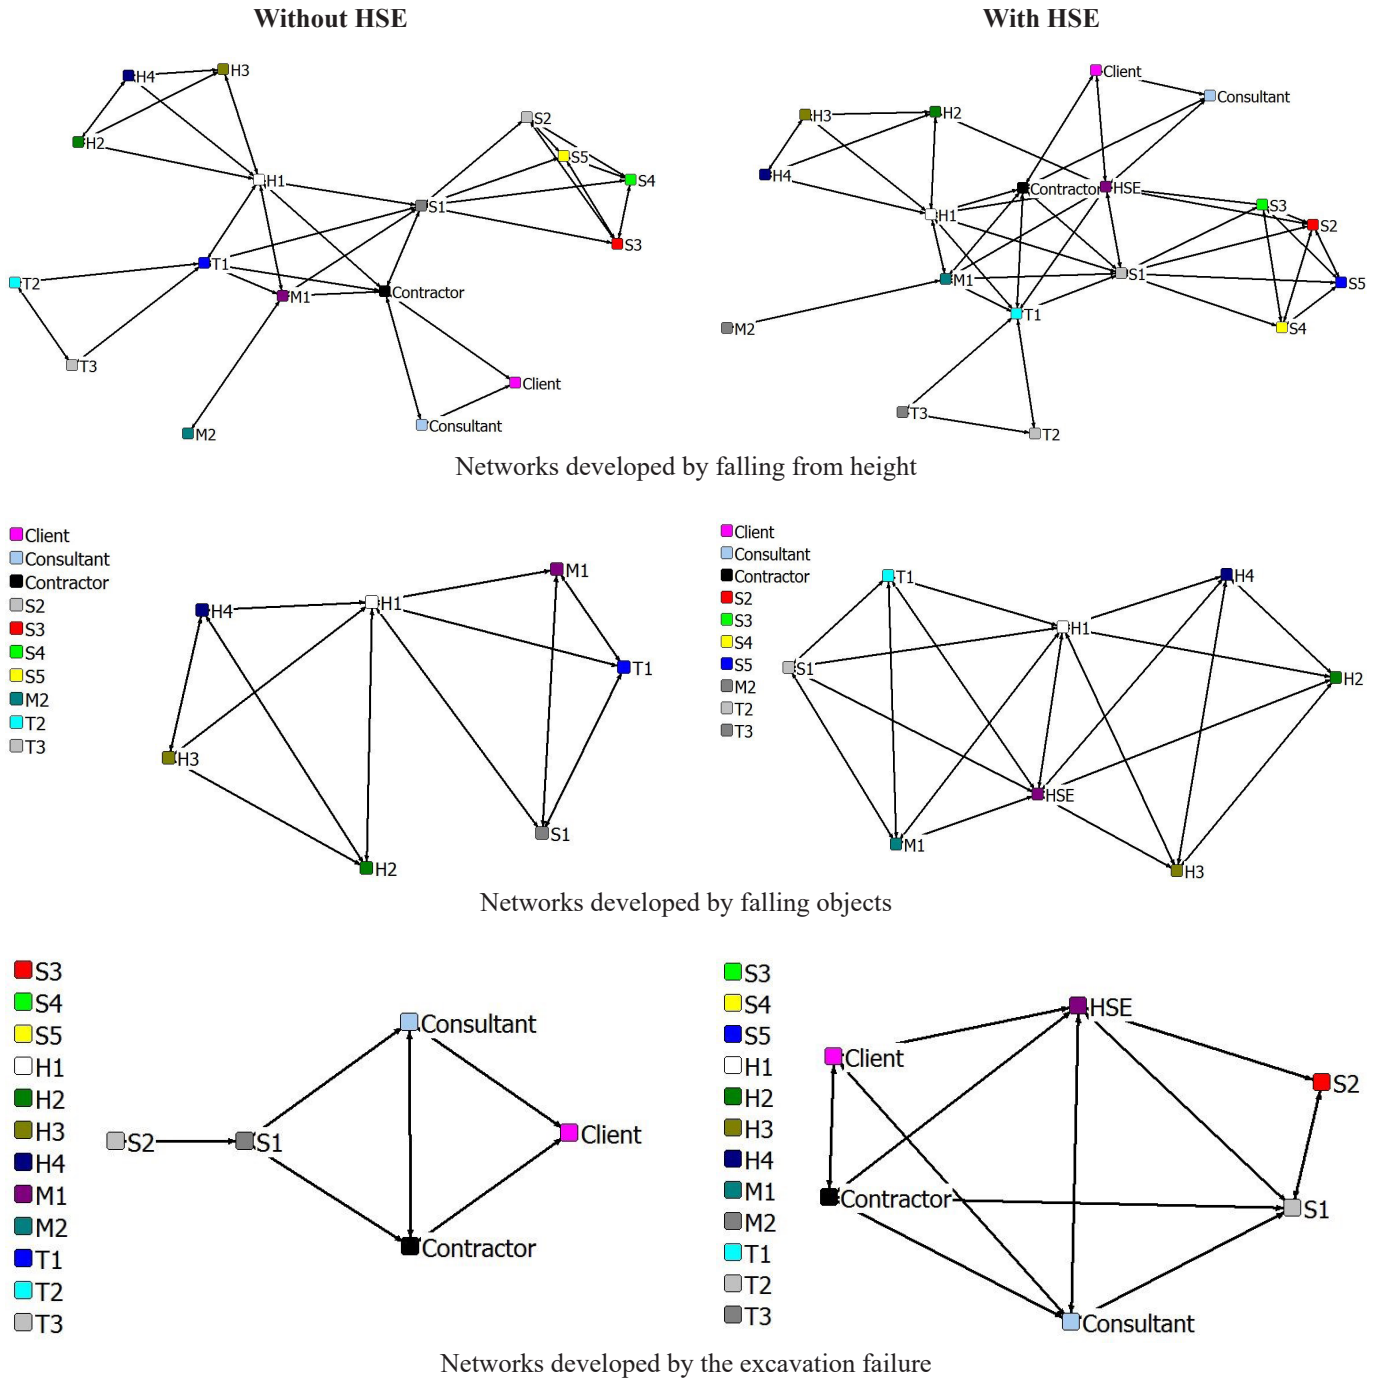 Without HSE
With HSE
H4
H3
H2
H1
S2
S5
S4
S1
S3
T2
T1
M1
Contractor
T3
Client
M2
Consultant
Client
Consultant
H3
H2
H4
Contractor
HSE
H1
S3
S2
M1
S1
S5
M2
T1
S4
T3
T2
Networks developed by falling from height
Client
Consultant
Contractor
S2
S3
S4
S5
M2
T2
T3
M1
H4
H1
T1
H3
S1
H2
Client
Consultant
Contractor
S2
S3
S4
S5
M2
T2
T3
T1
H4
H1
S1
H2
HSE
M1
H3
Networks developed by falling objects
S3
S4
S5
H1
H2
H3
H4
M1
M2
T1
T2
T3
Consultant
S2
S1
Client
Contractor
S3
S4
S5
H1
H2
H3
H4
M1
M2
T1
T2
T3
HSE
Client
S2
Contractor
S1
Consultant
Networks developed by the excavation failure